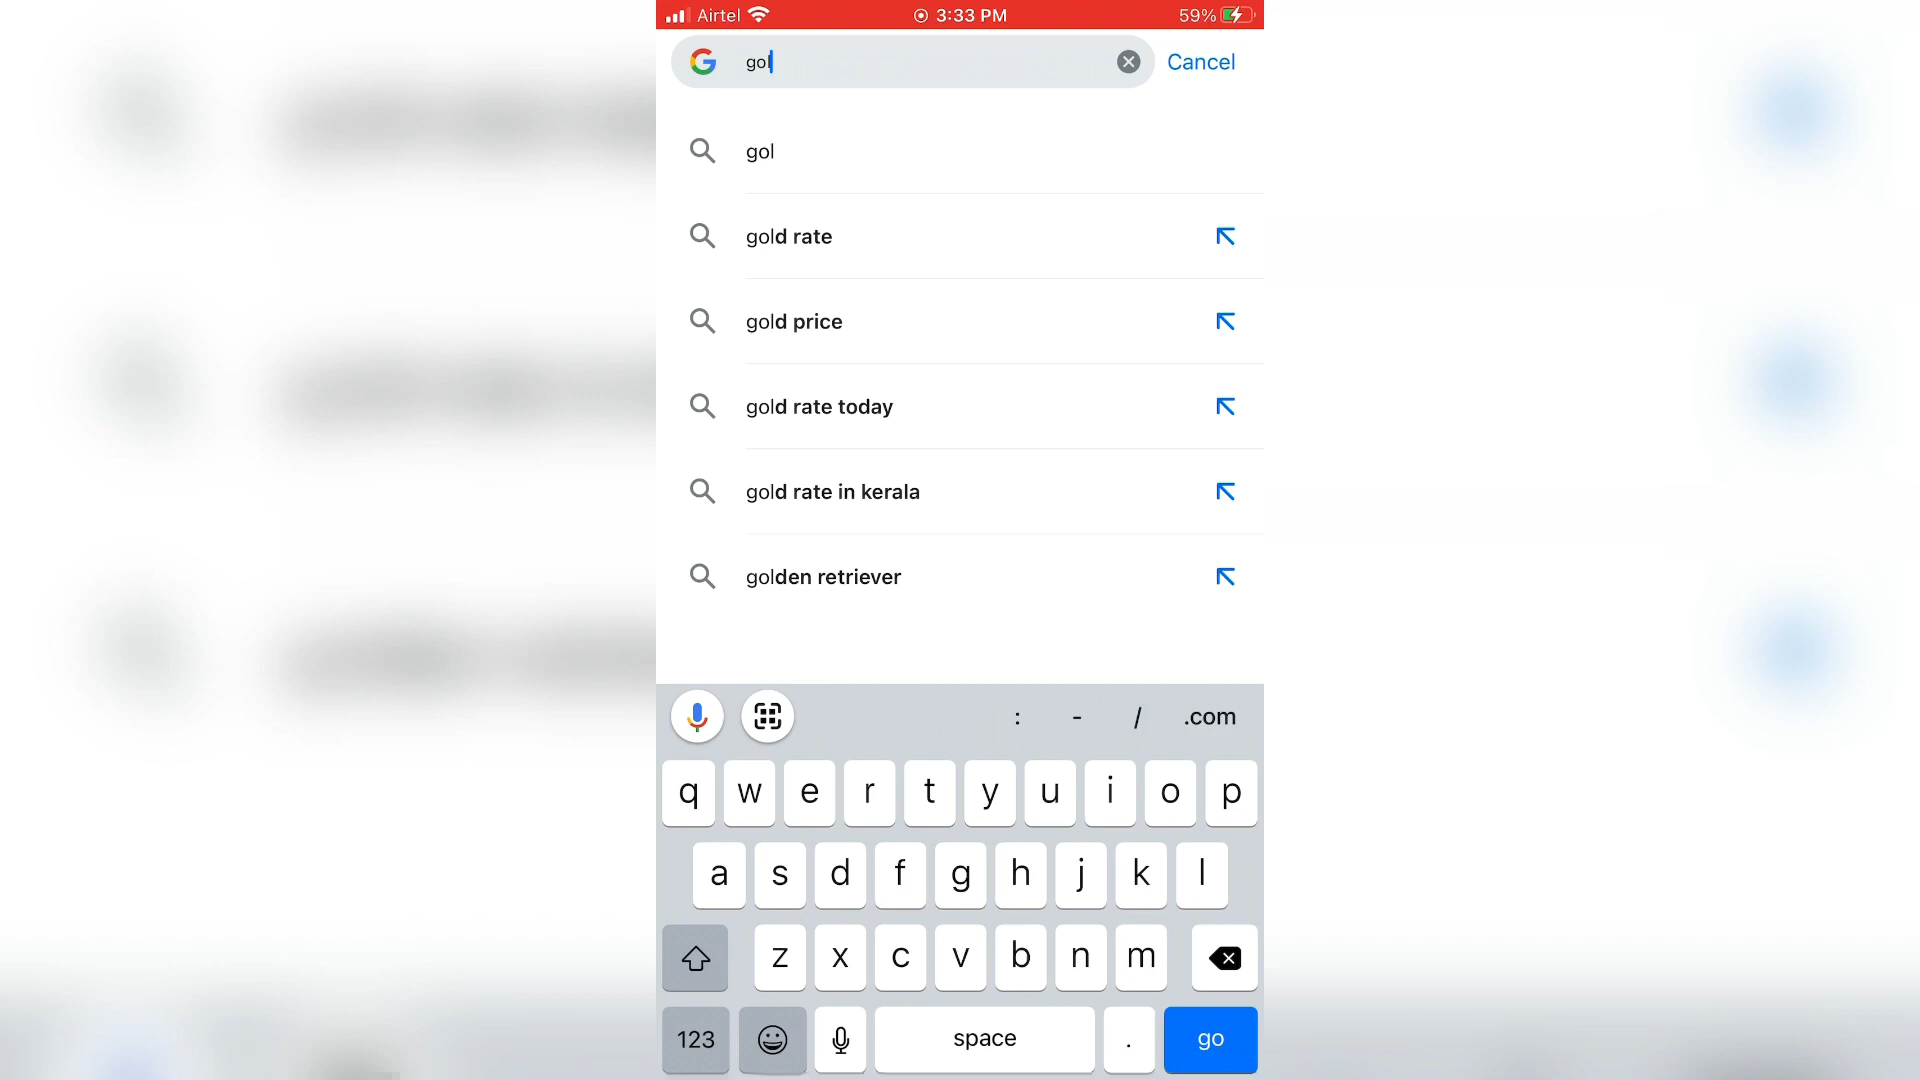 Airtel 3:33 PM 59%
gol Cancel
gol
gold rate
gold price
gold rate today
gold rate in kerala
golden retriever
: - / .com
q w e r t y u i o p
a s d f g h j k l
z x c v b n m
123 space . go